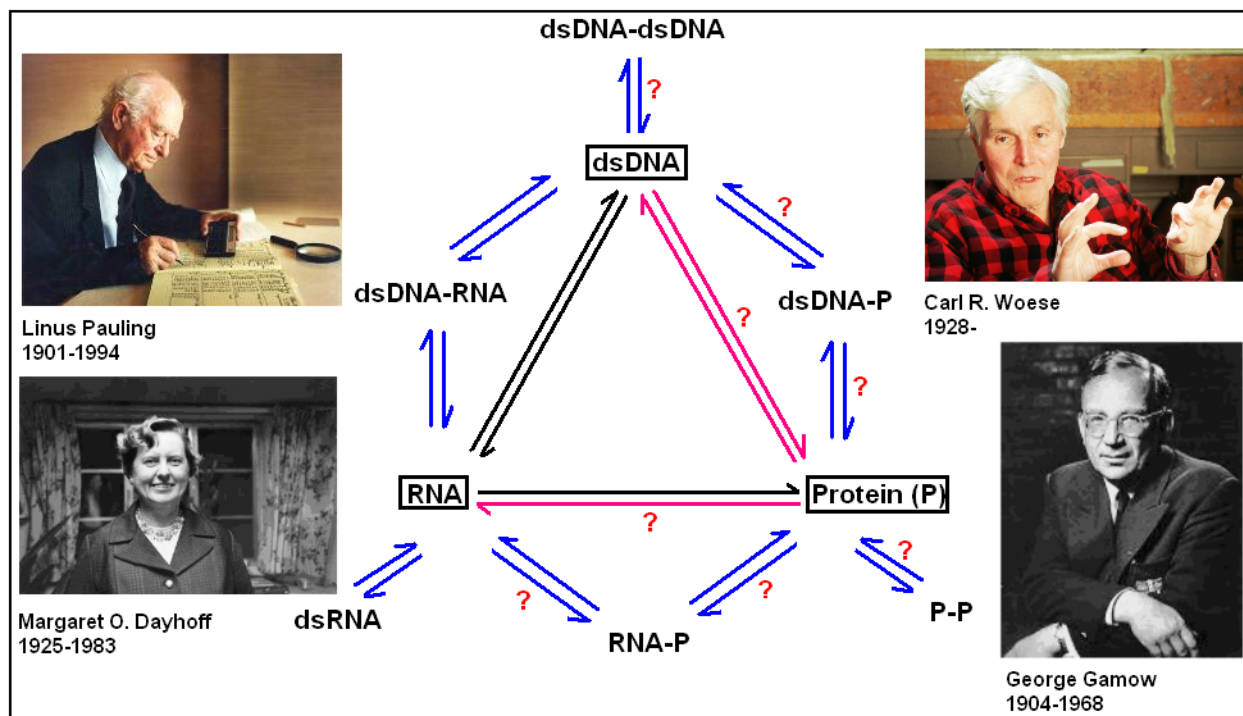 dsDNA-dsDNA
?
dsDNA
?
?
dsDNA-RNA
dsDNA-P
?
Linus Pauling
1901-1994
Carl R. Woese
1928-
RNA
Protein (P)
?
?
?
?
dsRNA
RNA-P
P-P
Margaret O. Dayhoff
1925-1983
George Gamow
1904-1968